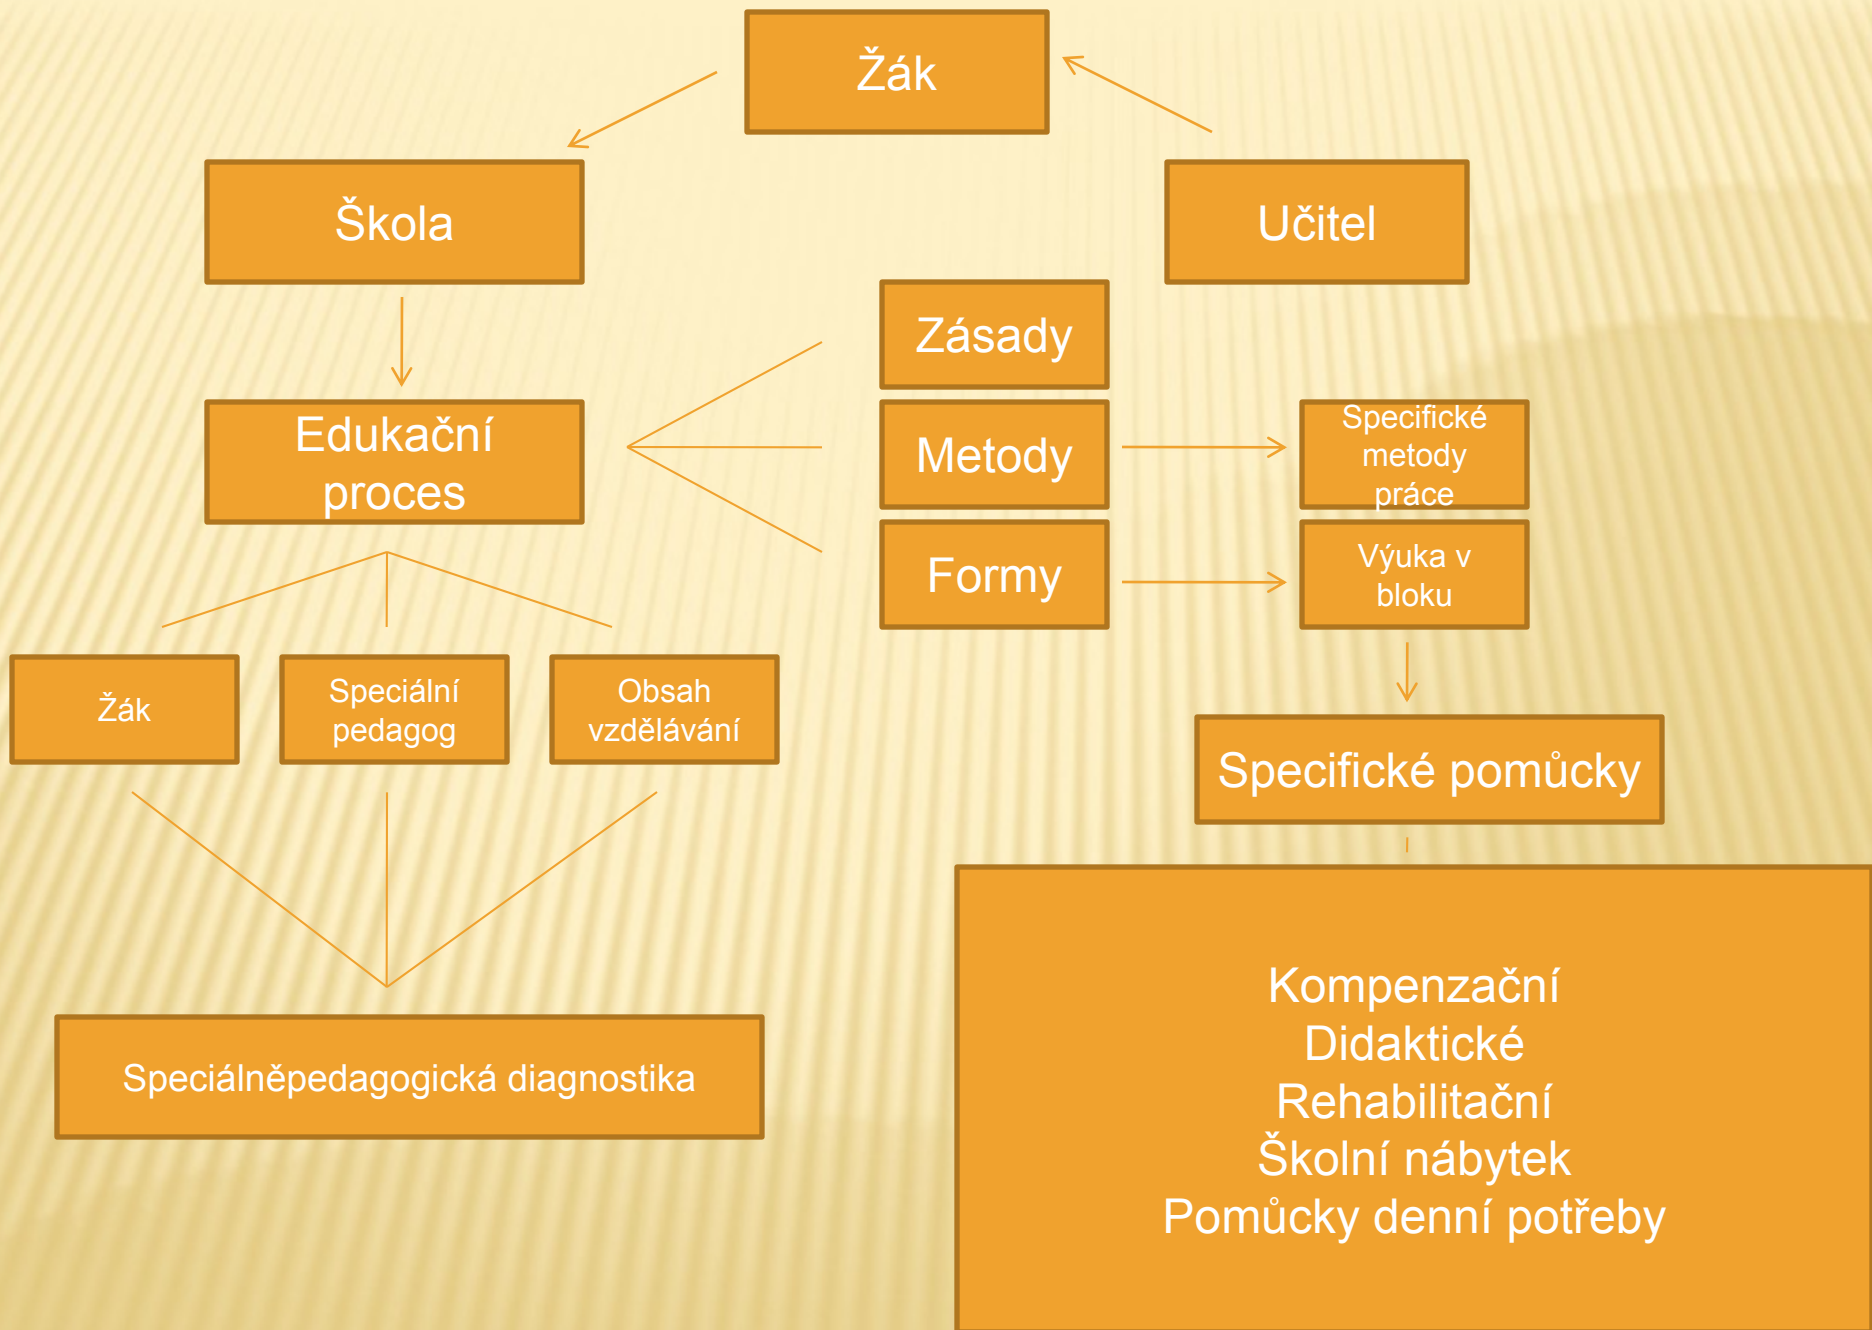 Žák
Škola
Učitel
Zásady
Edukační
proces
Metody
Specifické
metody
práce
Formy
Výuka v
bloku
Žák
Speciální
pedagog
Obsah
vzdělávání
Specifické pomůcky
Speciálněpedagogická diagnostika
Kompenzační
Didaktické
Rehabilitační
Školní nábytek
Pomůcky denní potřeby